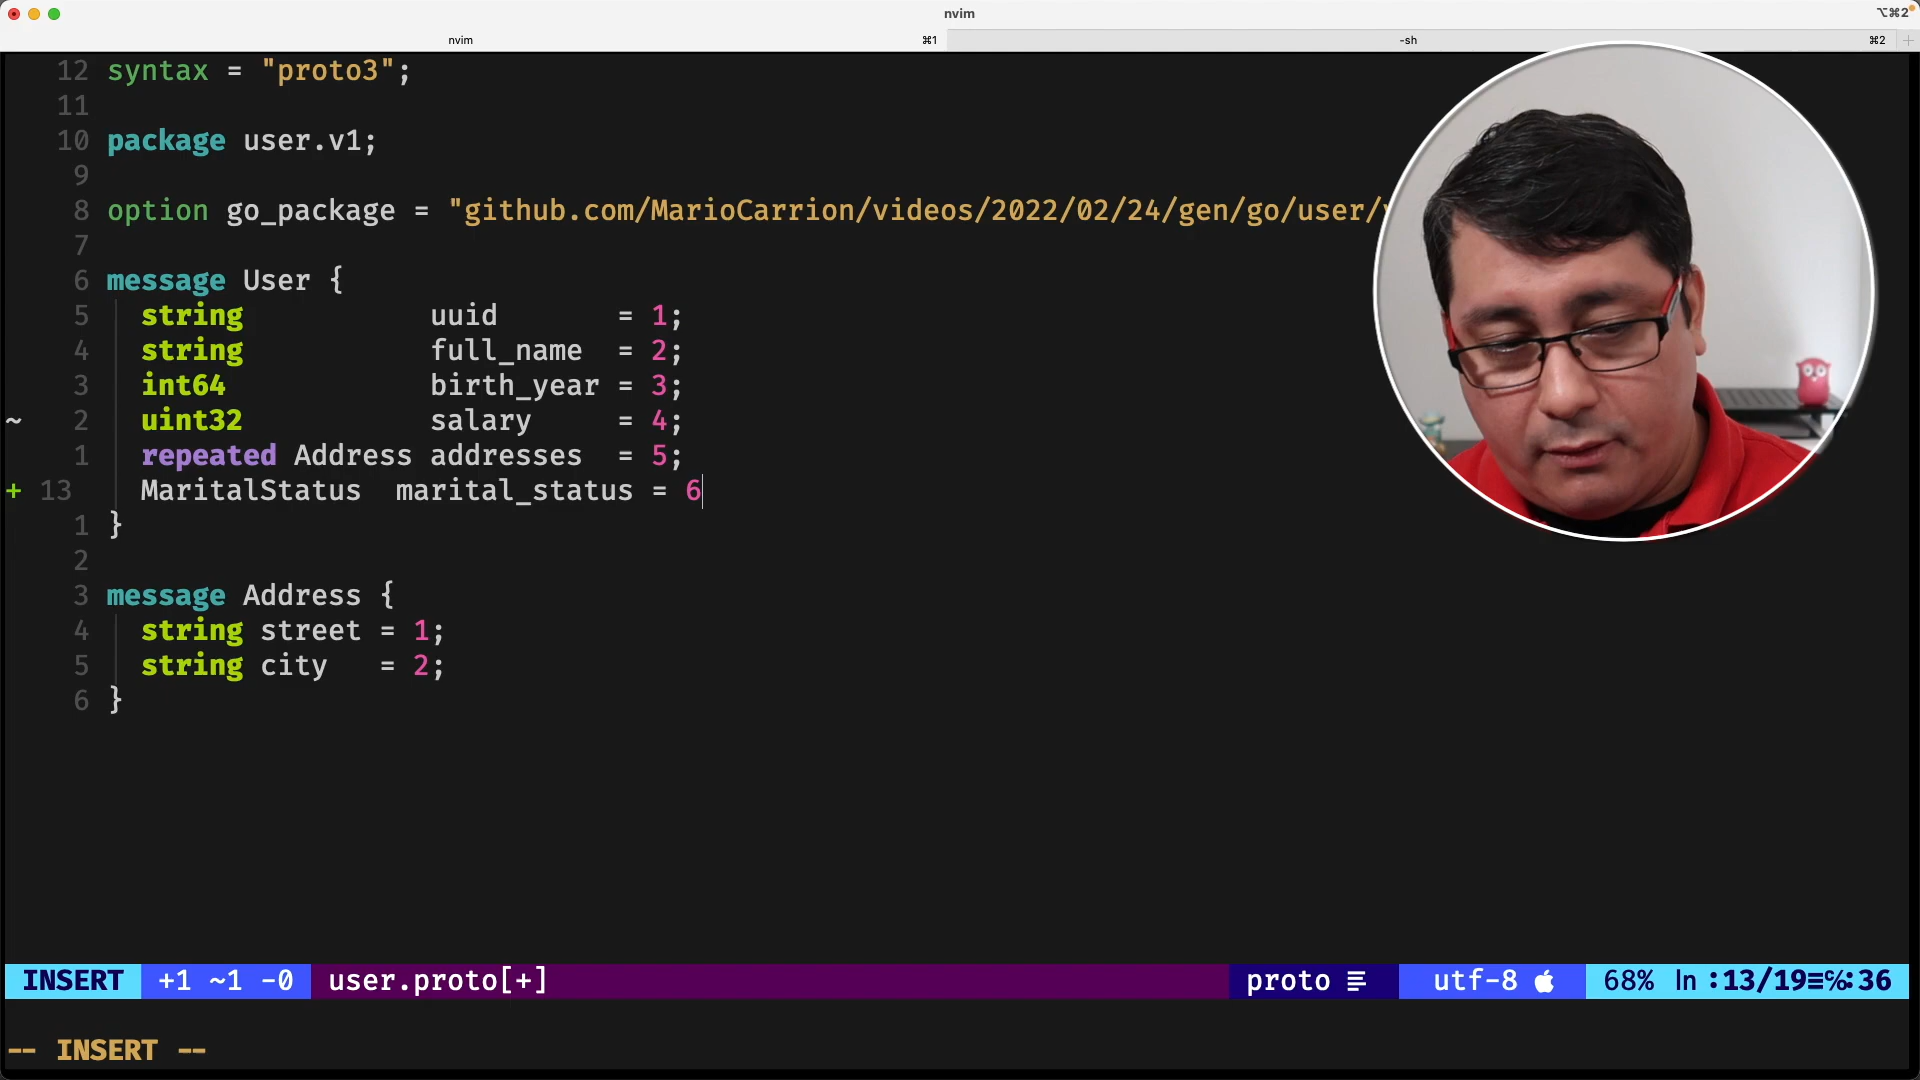 nvim
⌥⌘2
nvim ⌘1 -sh ⌘2 +
12 syntax = "proto3";
11
10 package user.v1;
9
8 option go_package = "github.com/MarioCarrion/videos/2022/02/24/gen/go/user/
7
6 message User {
5 string uuid = 1;
4 string full_name = 2;
3 int64 birth_year = 3;
~ 2 uint32 salary = 4;
1 repeated Address addresses = 5;
+ 13 MaritalStatus marital_status = 6
1 }
2
3 message Address {
4 string street = 1;
5 string city = 2;
6 }
INSERT +1 ~1 -0 user.proto[+] proto utf-8 68% ln :13/19≡℅:36
-- INSERT --